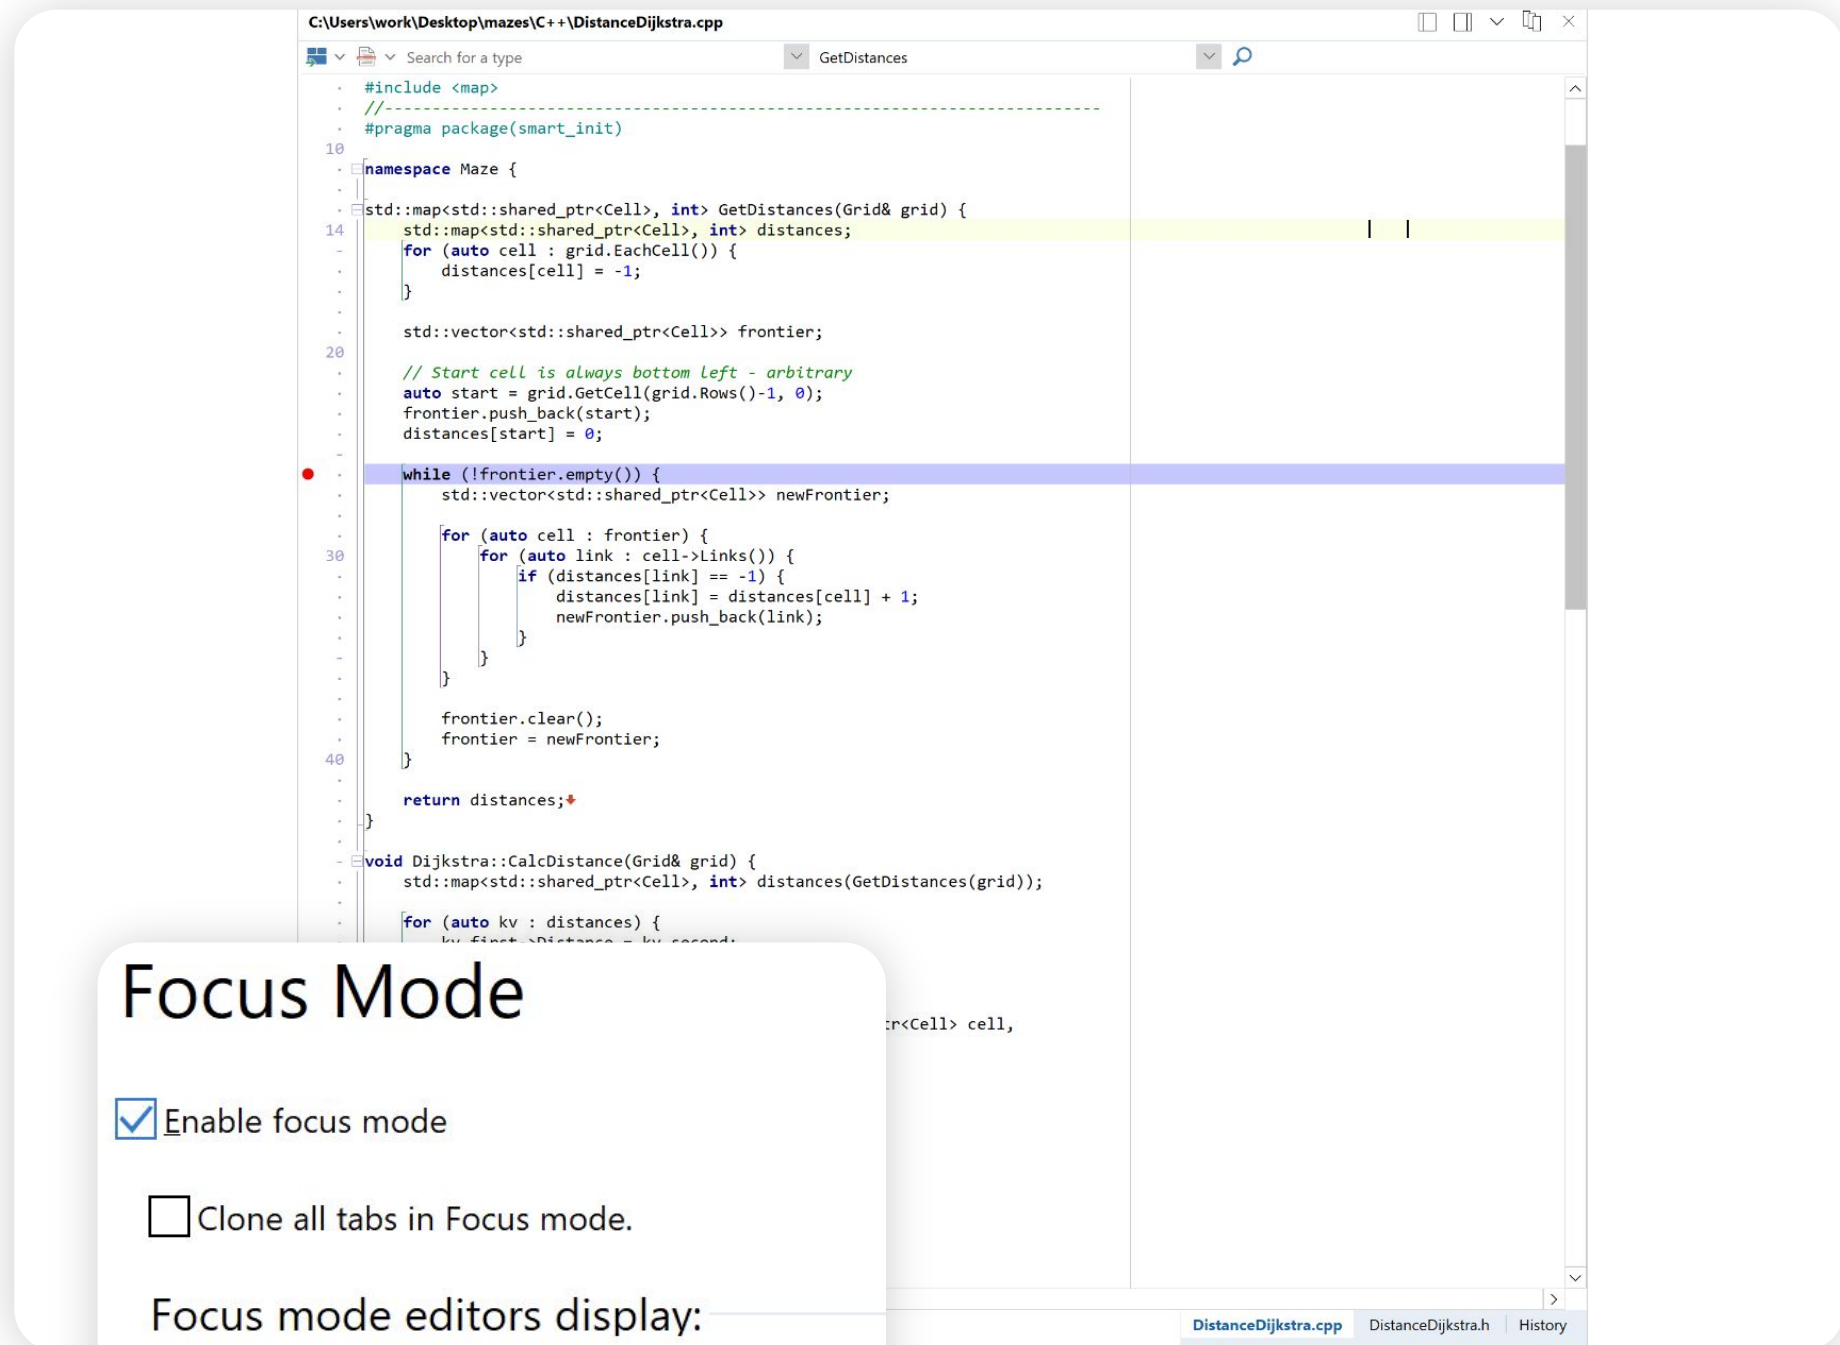 C:\Users\work\Desktop\mazes\C++\DistanceDijkstra.cpp
Search for a type
GetDistances
#include <map>
//---------------------------------------------------------------------------
#pragma package(smart_init)
10
namespace Maze {
std::map<std::shared_ptr<Cell>, int> GetDistances(Grid& grid) {
14 std::map<std::shared_ptr<Cell>, int> distances;
for (auto cell : grid.EachCell()) {
distances[cell] = -1;
}
std::vector<std::shared_ptr<Cell>> frontier;
20
// Start cell is always bottom left - arbitrary
auto start = grid.GetCell(grid.Rows()-1, 0);
frontier.push_back(start);
distances[start] = 0;
while (!frontier.empty()) {
std::vector<std::shared_ptr<Cell>> newFrontier;
for (auto cell : frontier) {
30 for (auto link : cell->Links()) {
if (distances[link] == -1) {
distances[link] = distances[cell] + 1;
newFrontier.push_back(link);
}
}
}
frontier.clear();
frontier = newFrontier;
40 }
return distances;
}
void Dijkstra::CalcDistance(Grid& grid) {
std::map<std::shared_ptr<Cell>, int> distances(GetDistances(grid));
for (auto kv : distances) {
kv.first->Distance = kv.second;
tr<Cell> cell,
Focus Mode
Enable focus mode
Clone all tabs in Focus mode.
Focus mode editors display:
DistanceDijkstra.cpp
DistanceDijkstra.h
History